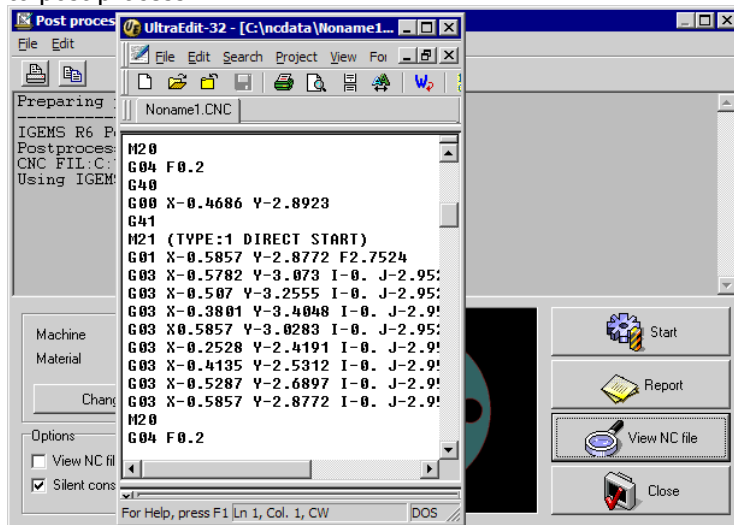 Post proces
File Edit
Preparing
IGEMS R6 P
Postproces
CNC FIL:C:
Using IGEM
UltraEdit-32 - [C:\ncdata\Noname1...
File Edit Search Project View For
Noname1.CNC
M20
G04 F0.2
G40
G00 X-0.4686 Y-2.8923
G41
M21 (TYPE:1 DIRECT START)
G01 X-0.5857 Y-2.8772 F2.7524
G03 X-0.5782 Y-3.073 I-0. J-2.952
G03 X-0.507 Y-3.2555 I-0. J-2.952
G03 X-0.3801 Y-3.4048 I-0. J-2.95
G03 X0.5857 Y-3.0283 I-0. J-2.952
G03 X-0.2528 Y-2.4191 I-0. J-2.95
G03 X-0.4135 Y-2.5312 I-0. J-2.95
G03 X-0.5287 Y-2.6897 I-0. J-2.95
G03 X-0.5857 Y-2.8772 I-0. J-2.95
M20
G04 F0.2
For Help, press F1 Ln 1, Col. 1, CW DOS
Machine
Material
Chang
Options
View NC fil
Silent cons
Start
Report
View NC file
Close